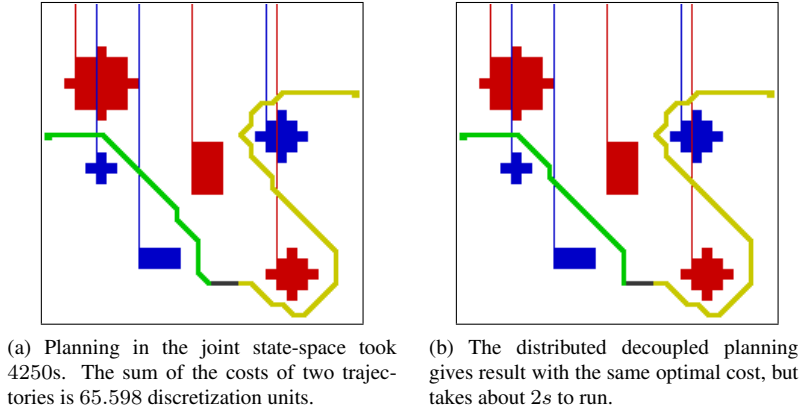 (a) Planning in the joint state-space took
4250s. The sum of the costs of two trajec-
tories is 65.598 discretization units.
(b) The distributed decoupled planning
gives result with the same optimal cost, but
takes about 2s to run.